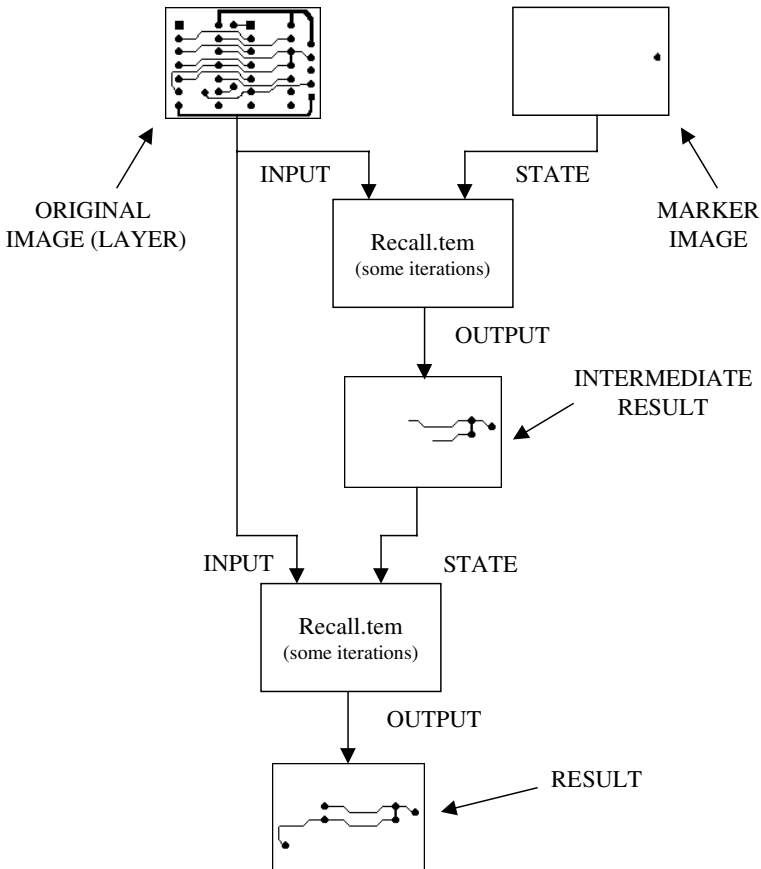 INPUT
STATE
ORIGINAL
IMAGE (LAYER)
MARKER
IMAGE
Recall.tem
(some iterations)
OUTPUT
INTERMEDIATE
RESULT
INPUT
STATE
Recall.tem
(some iterations)
OUTPUT
RESULT